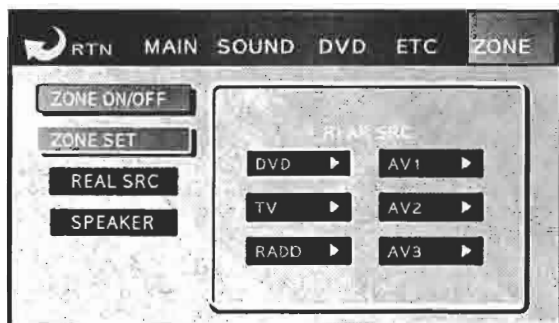 RTN MAIN SOUND DVD ETC ZONE
ZONE ON/OFF
ZONE SET
REAL SRC
SPEAKER
SRC
DVD AV1
TV AV2
RADD AV3